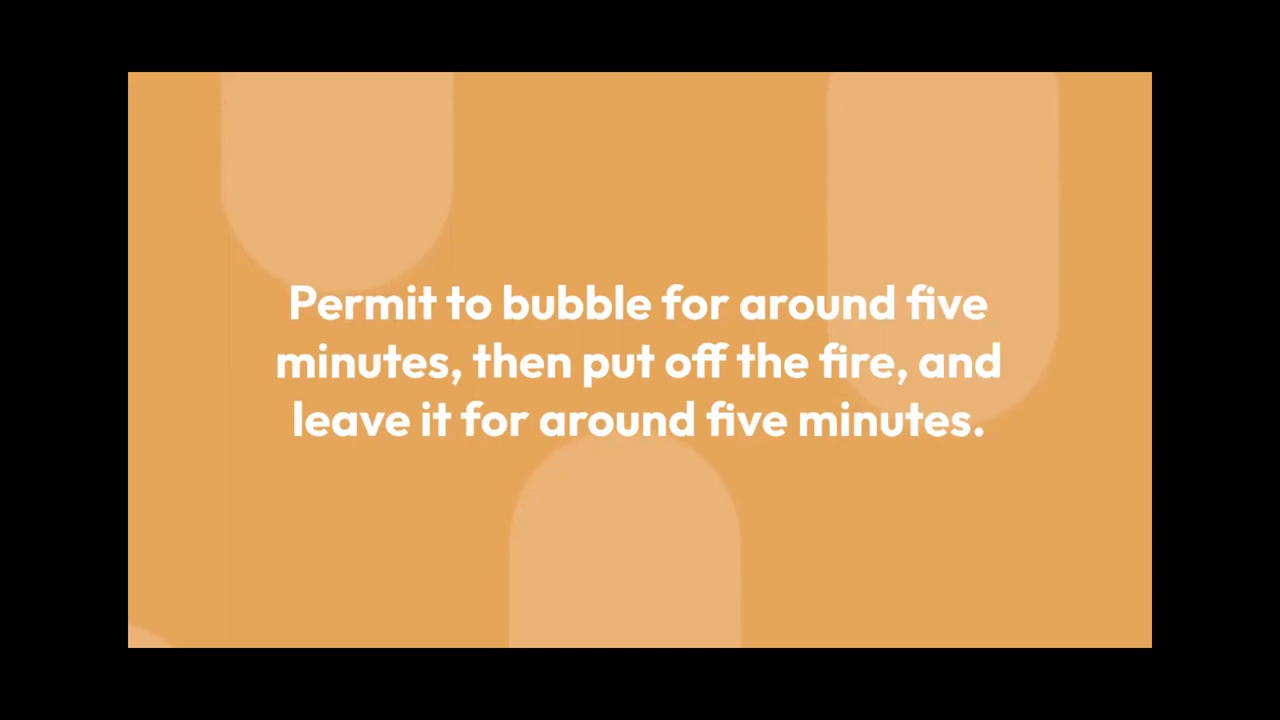 Permit to bubble for around five
minutes, then put off the fire, and
leave it for around five minutes.